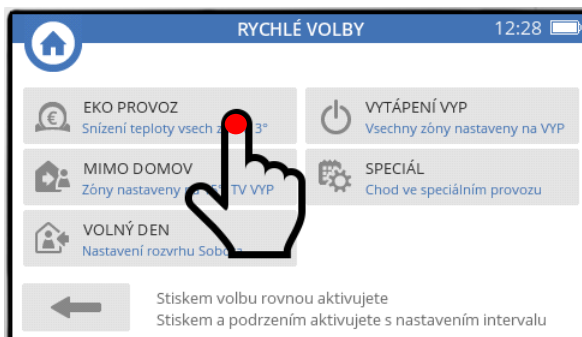 RYCHLÉ VOLBY 12:28
EKO PROVOZ
Snízení teploty vsech 3°
VYTÁPENÍ VYP
Vsechny zóny nastaveny na VYP
MIMO DOMOV
Zóny nastaveny TV VYP
SPECIÁL
Chod ve speciálním provozu
VOLNÝ DEN
Nastavení rozvrhu
Stiskem volbu rovnou aktivujete
Stiskem a podrzením aktivujete s nastavením intervalu